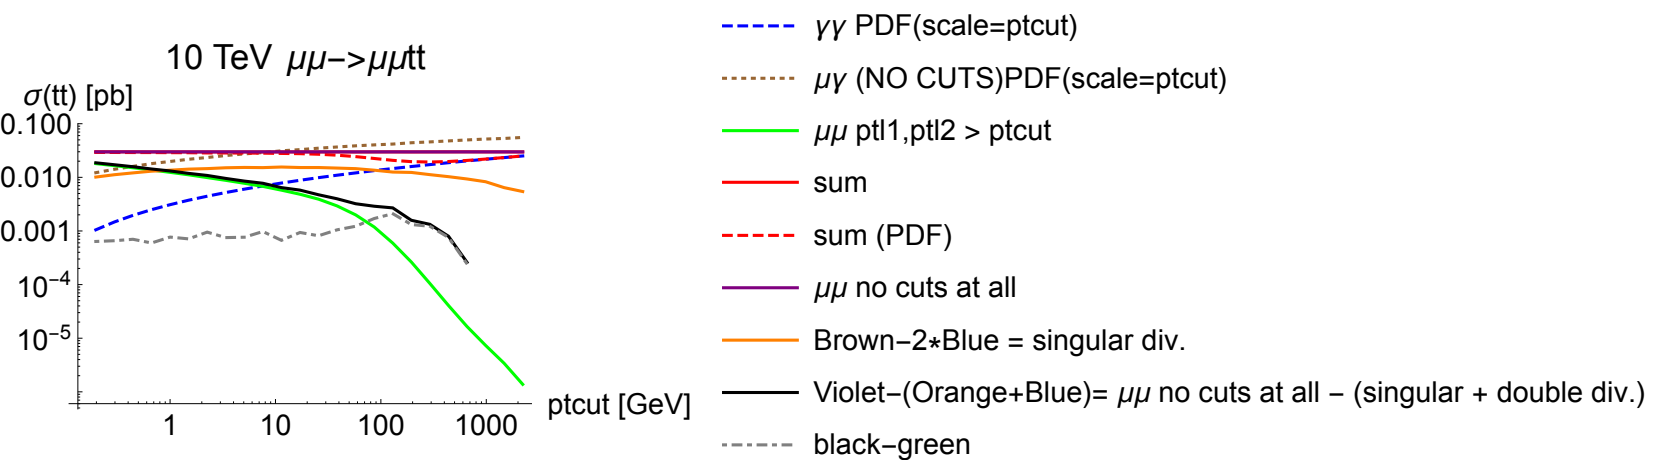 10 TeV μμ−>μμtt
σ(tt) [pb]
0.100
0.010
0.001
10−4
10−5
1 10 100 1000
ptcut [GeV]
γγ PDF(scale=ptcut)
μγ (NO CUTS)PDF(scale=ptcut)
μμ ptl1,ptl2 > ptcut
sum
sum (PDF)
μμ no cuts at all
Brown−2*Blue = singular div.
Violet−(Orange+Blue)= μμ no cuts at all − (singular + double div.)
black−green